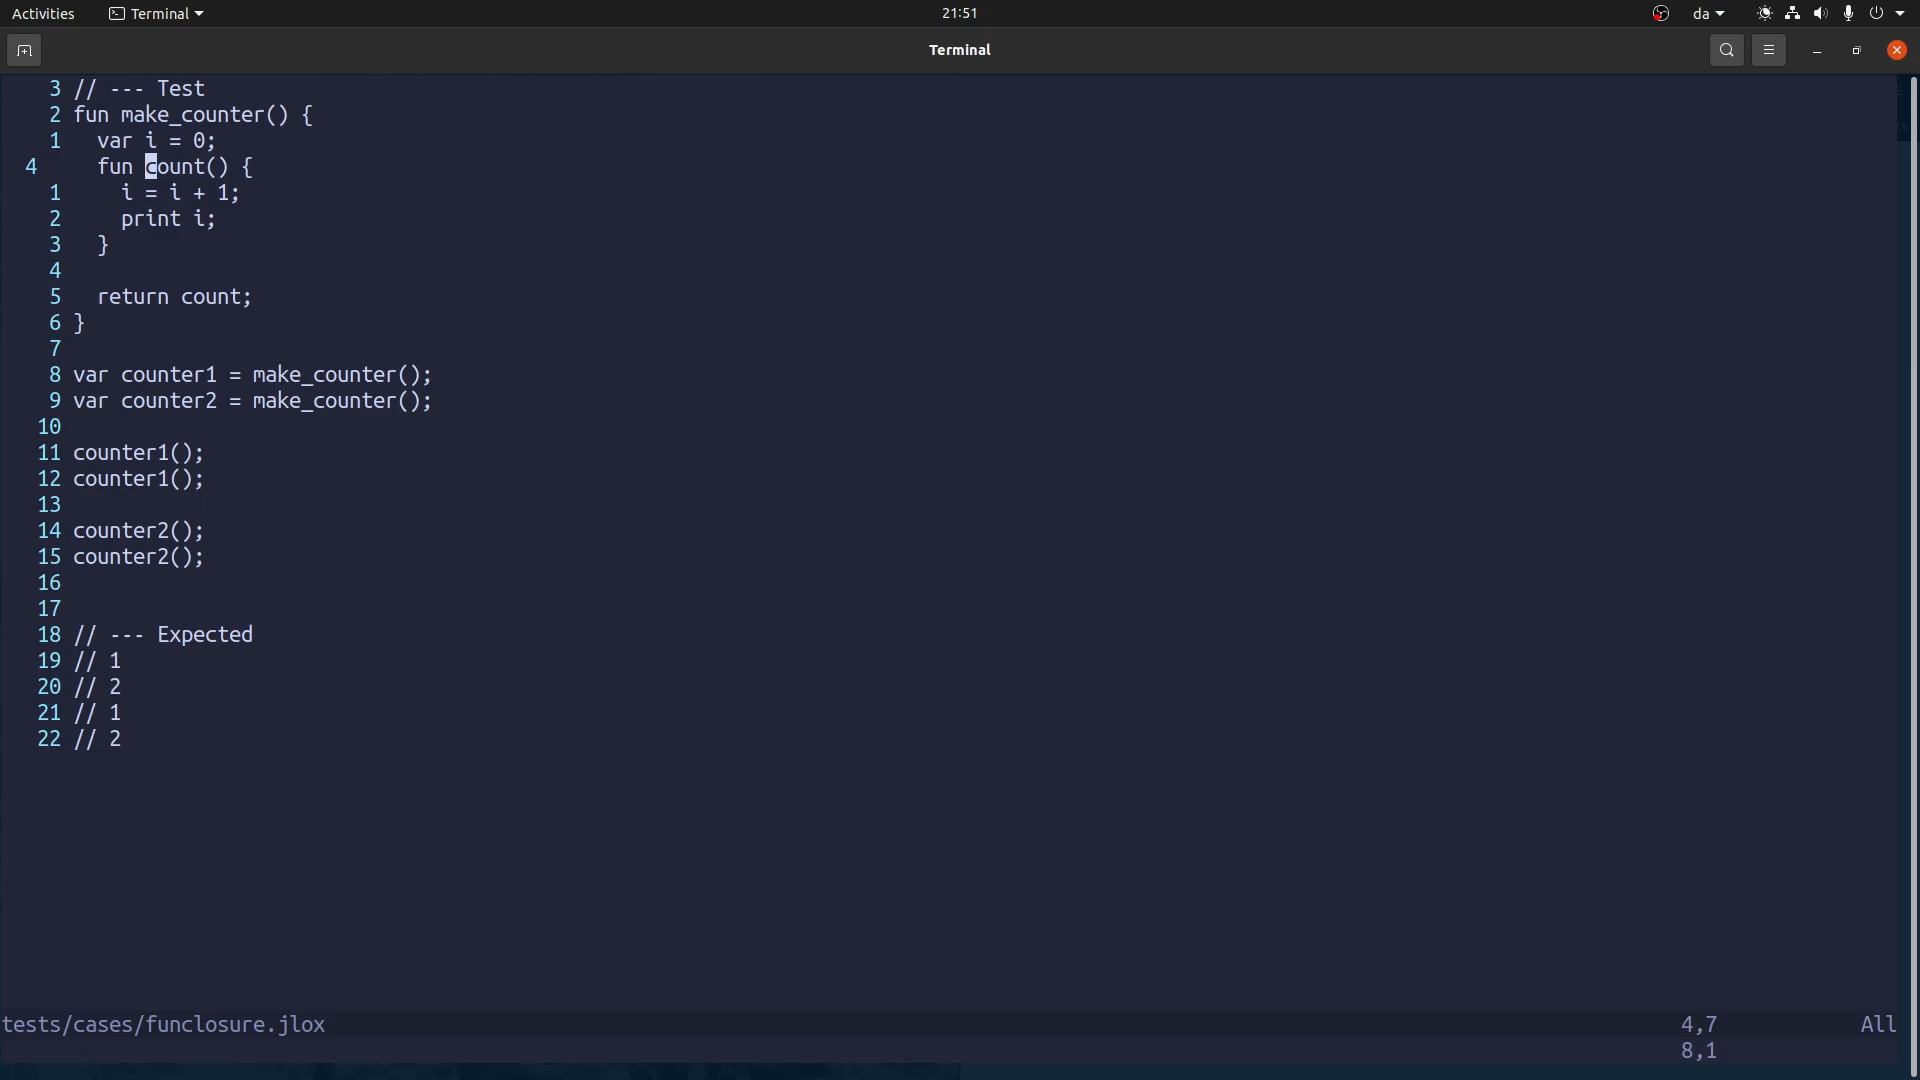 Activities Terminal 21:51 da
Terminal
3 // --- Test
2 fun make_counter() {
1   var i = 0;
4   fun count() {
1     i = i + 1;
2     print i;
3   }
4
5   return count;
6 }
7
8 var counter1 = make_counter();
9 var counter2 = make_counter();
10
11 counter1();
12 counter1();
13
14 counter2();
15 counter2();
16
17
18 // --- Expected
19 // 1
20 // 2
21 // 1
22 // 2
tests/cases/funclosure.jlox 4,7 All
8,1